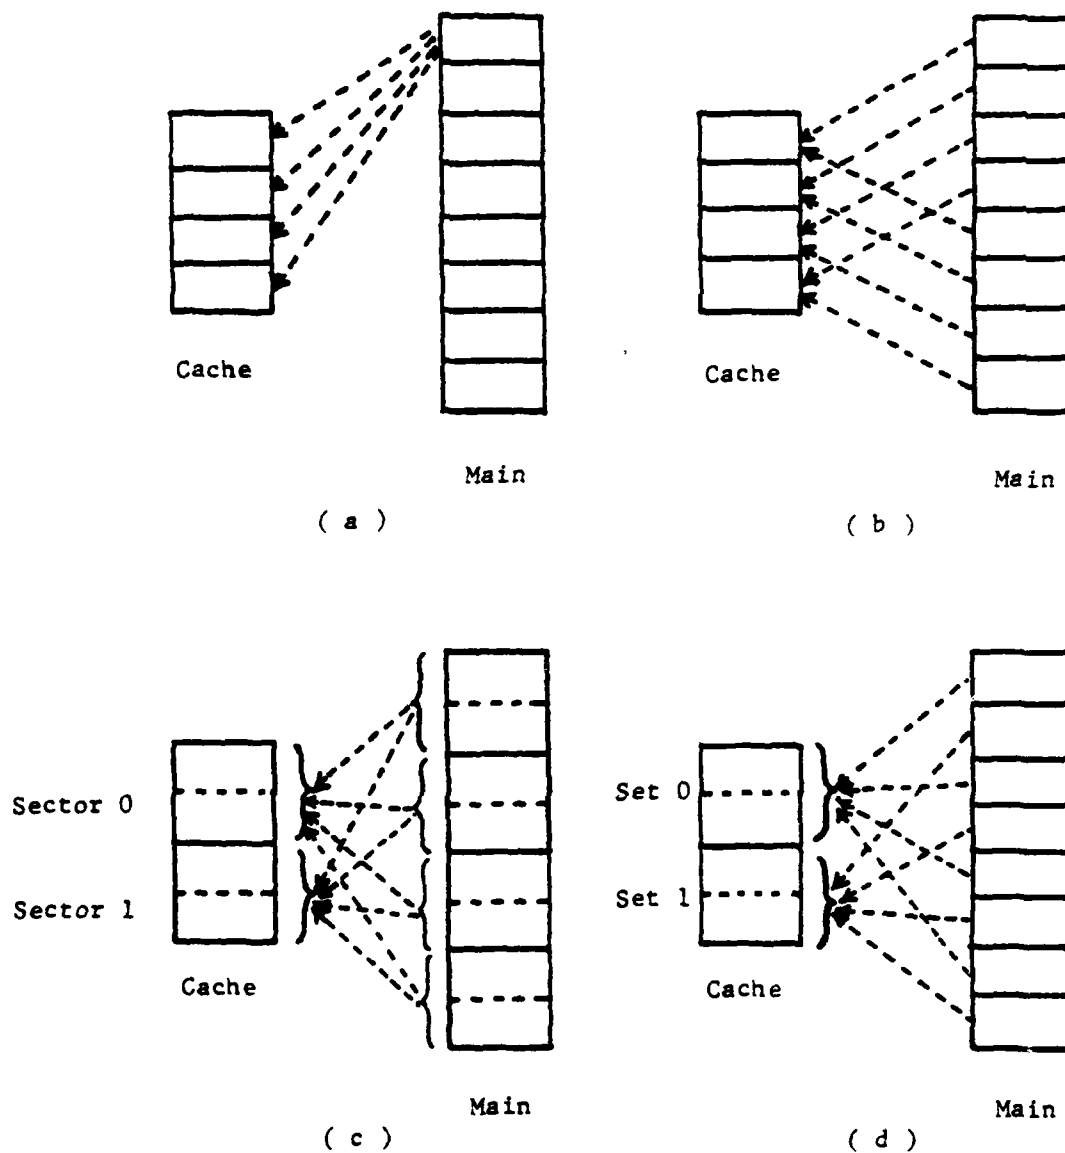 Cache
Main
( a )
Cache
Main
( b )
Sector 0
Sector 1
Cache
Main
( c )
Set 0
Set 1
Cache
Main
( d )